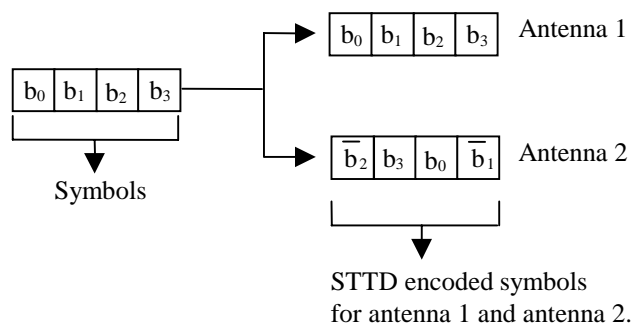 b₀ b₁ b₂ b₃ Antenna 1
b₀ b₁ b₂ b₃
b̅₂ b₃ b₀ b̅₁ Antenna 2
Symbols
STTD encoded symbols
for antenna 1 and antenna 2.